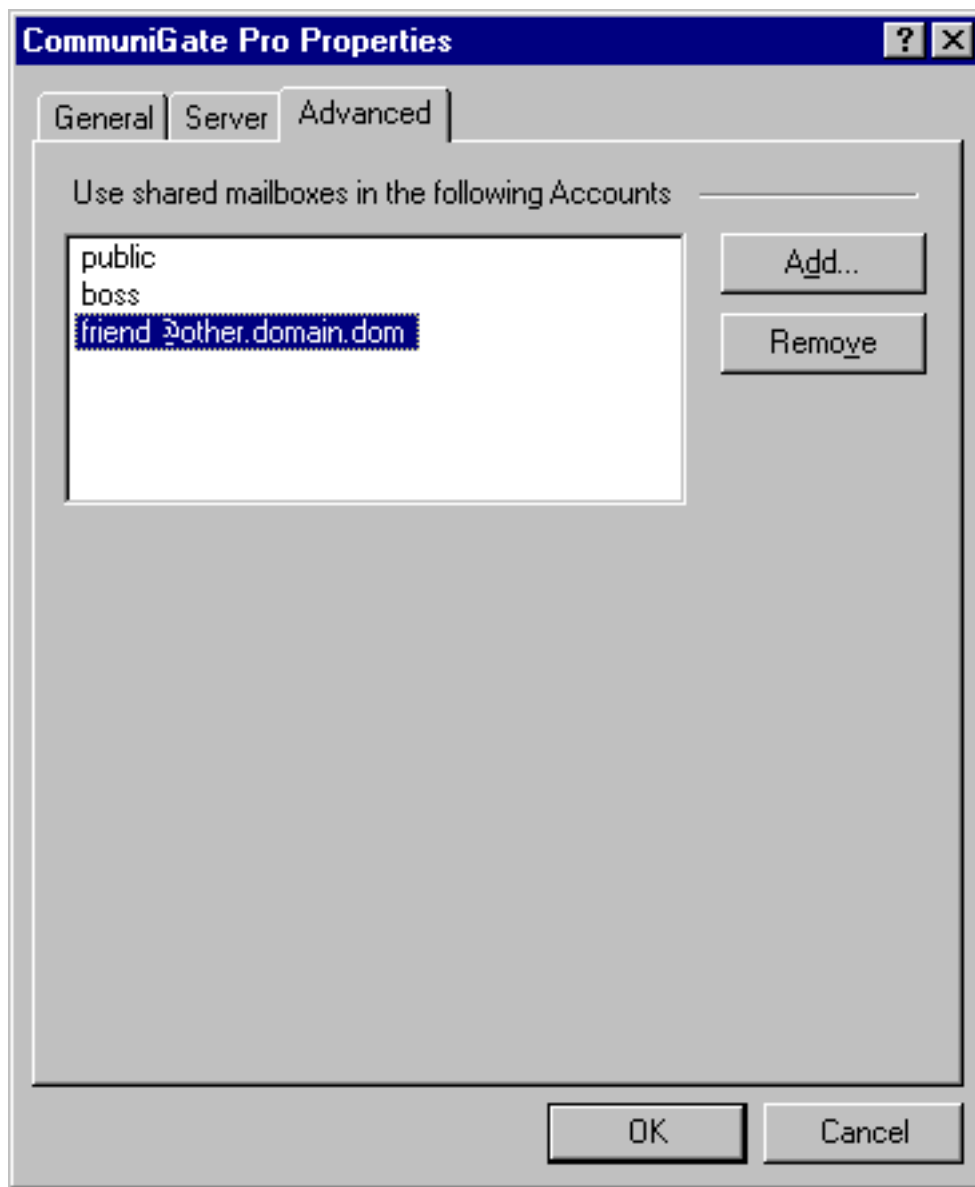 CommuniGate Pro Properties
General Server Advanced
Use shared mailboxes in the following Accounts
public
boss
friend@other.domain.dom
Add...
Remove
OK Cancel